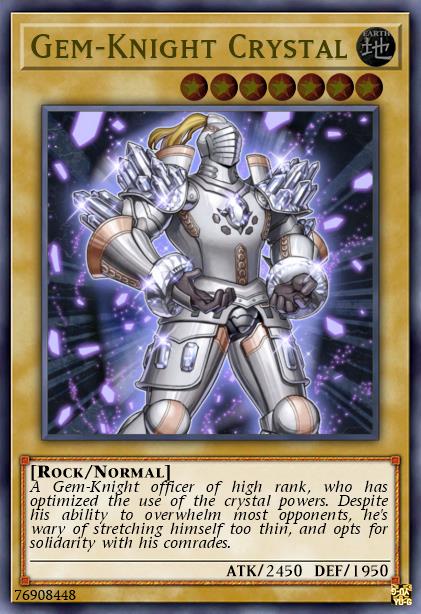 GEM-KNIGHT CRYSTAL
EARTH
地
[ROCK/NORMAL]
A Gem-Knight officer of high rank, who has
optimized the use of the crystal powers. Despite
his ability to overwhelm most opponents, he's
wary of stretching himself too thin, and opts for
solidarity with his comrades.
ATK/2450 DEF/1950
76908448